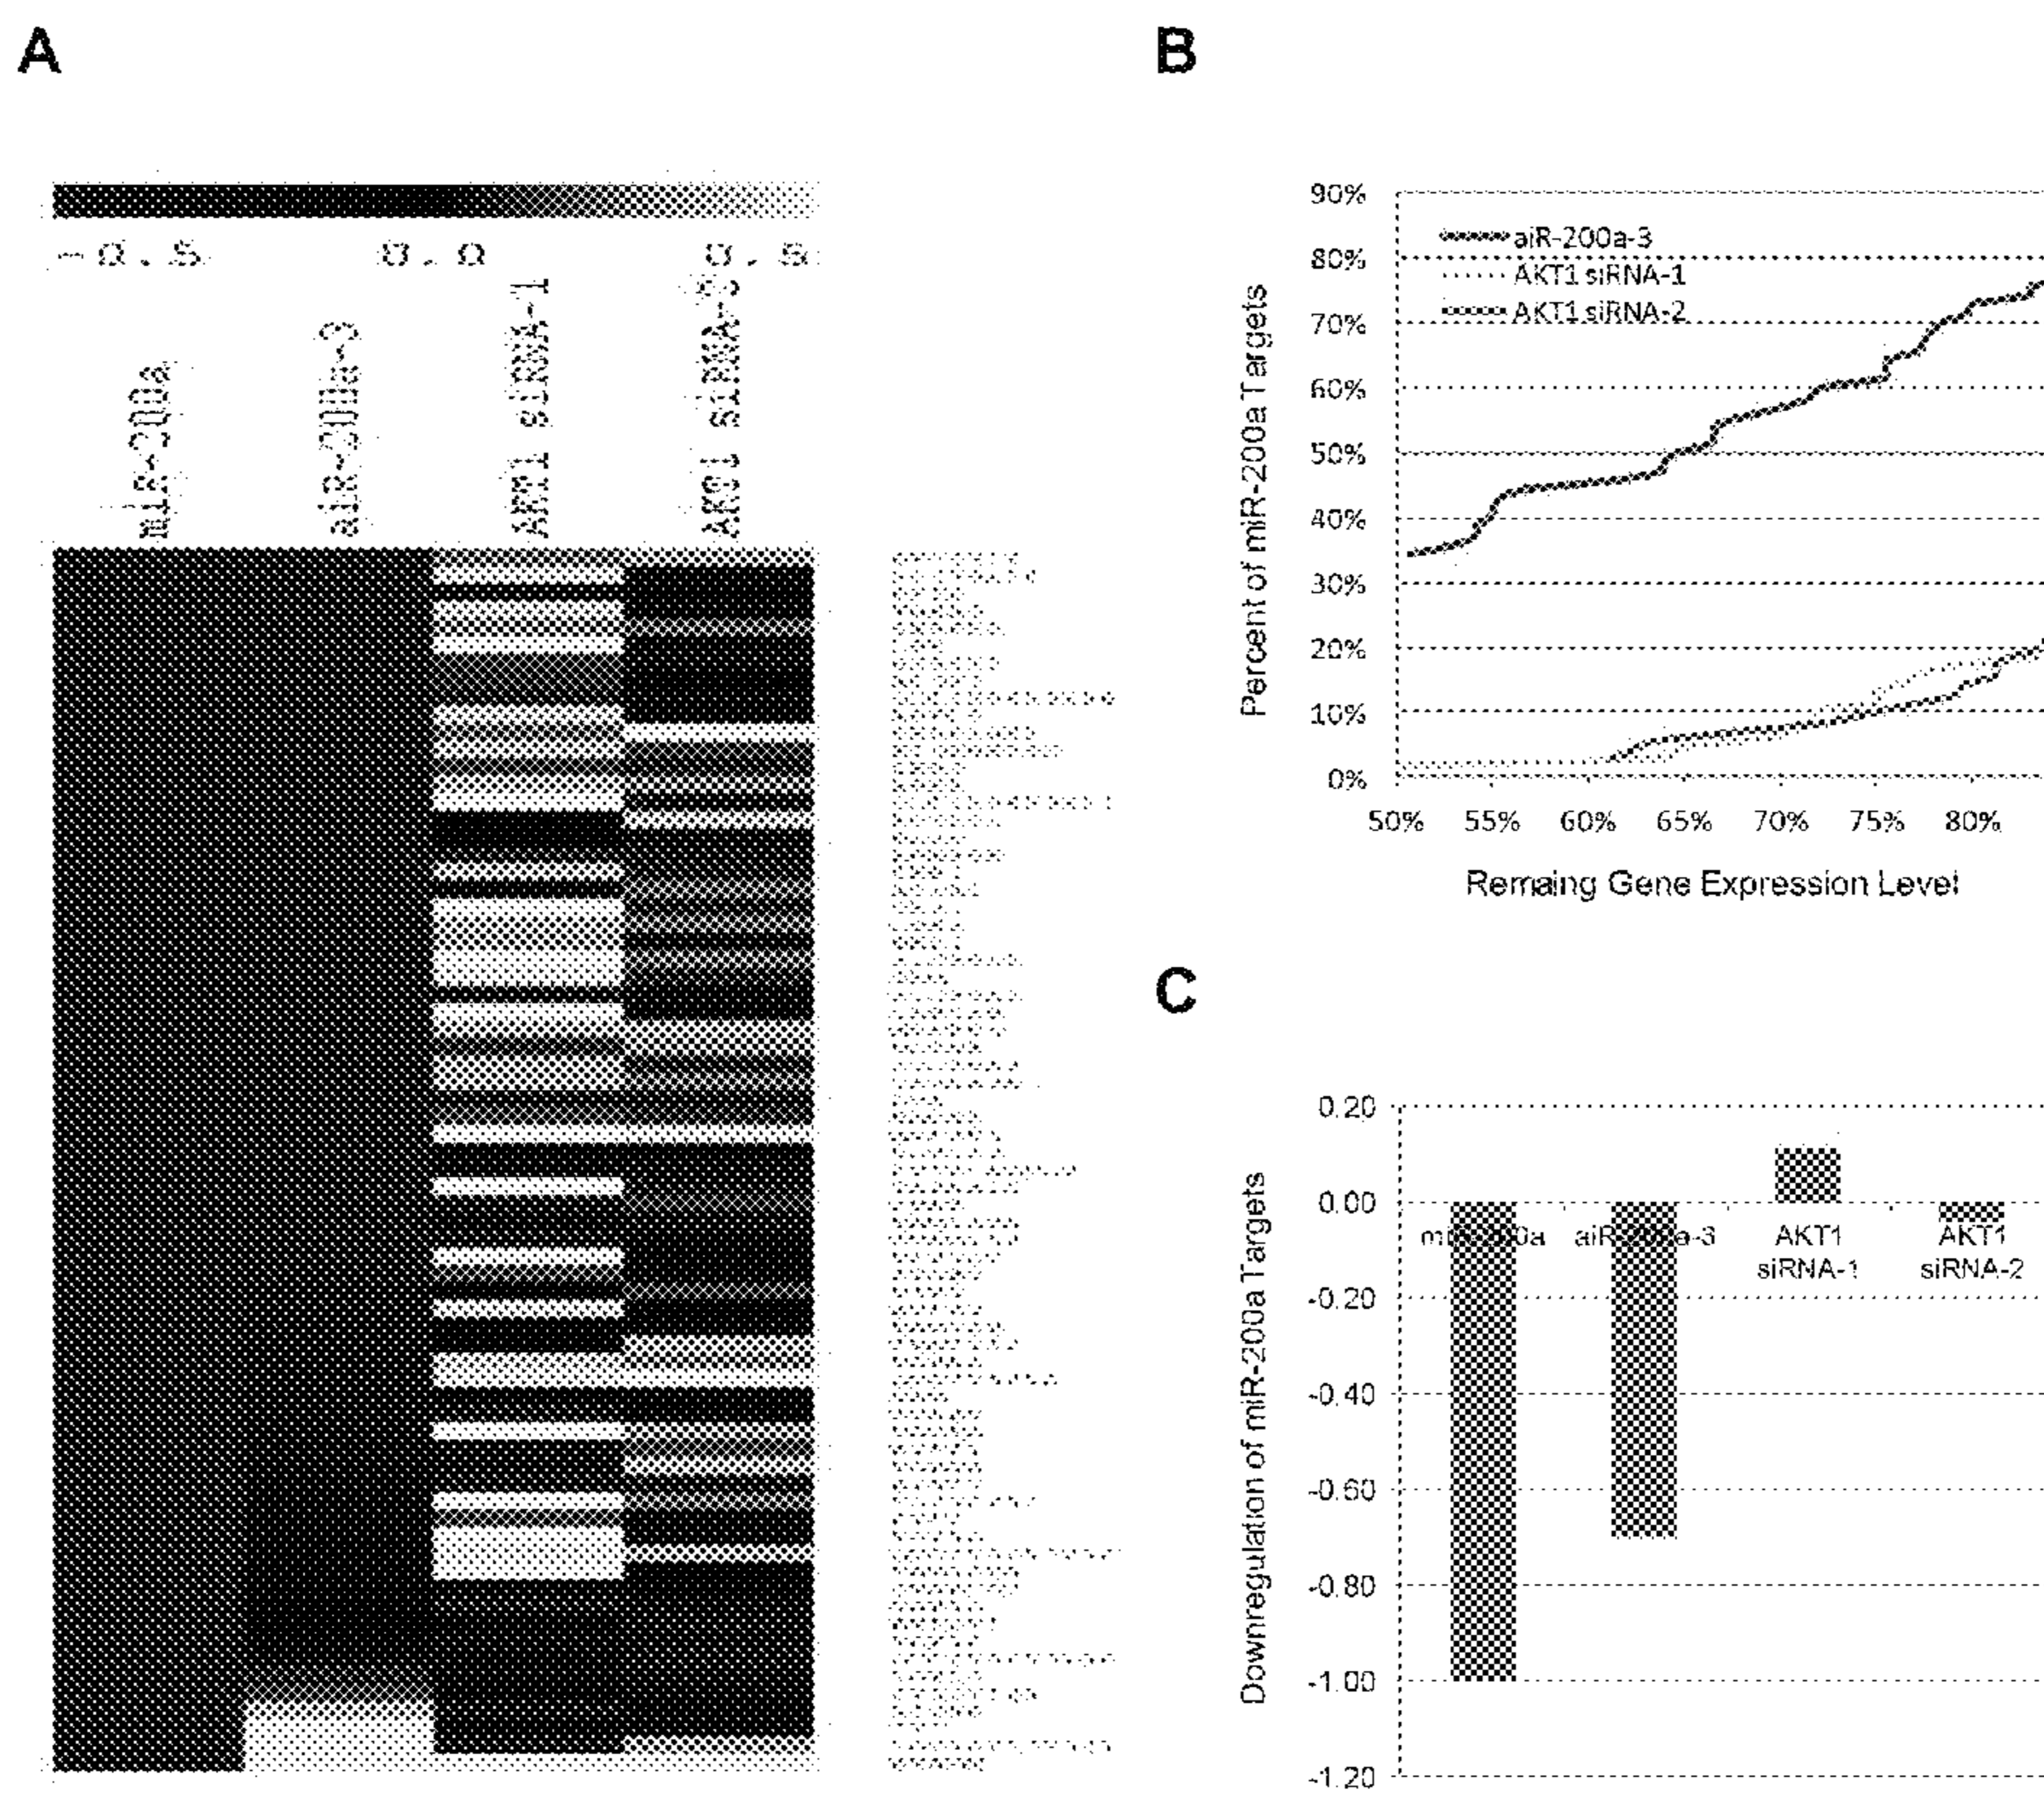 A
-0.5 0.0 0.5
miR-200a
aiR-200a-3
AKT1 siRNA-1
AKT1 siRNA-2
B
Percent of miR-200a Targets
90%
80%
70%
60%
50%
40%
30%
20%
10%
0%
aiR-200a-3
AKT1 siRNA-1
AKT1 siRNA-2
50% 55% 60% 65% 70% 75% 80%
Remaing Gene Expression Level
C
Downregulation of miR-200a Targets
0.20
0.00
-0.20
-0.40
-0.60
-0.80
-1.00
-1.20
miR-200a aiR-200a-3 AKT1 AKT1
siRNA-1 siRNA-2